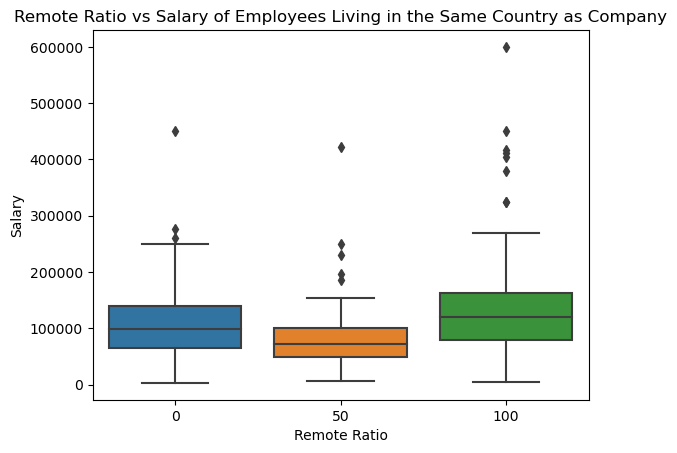 Remote Ratio vs Salary of Employees Living in the Same Country as Company
600000
500000
400000
300000
200000
100000
0
Salary
0 50 100
Remote Ratio